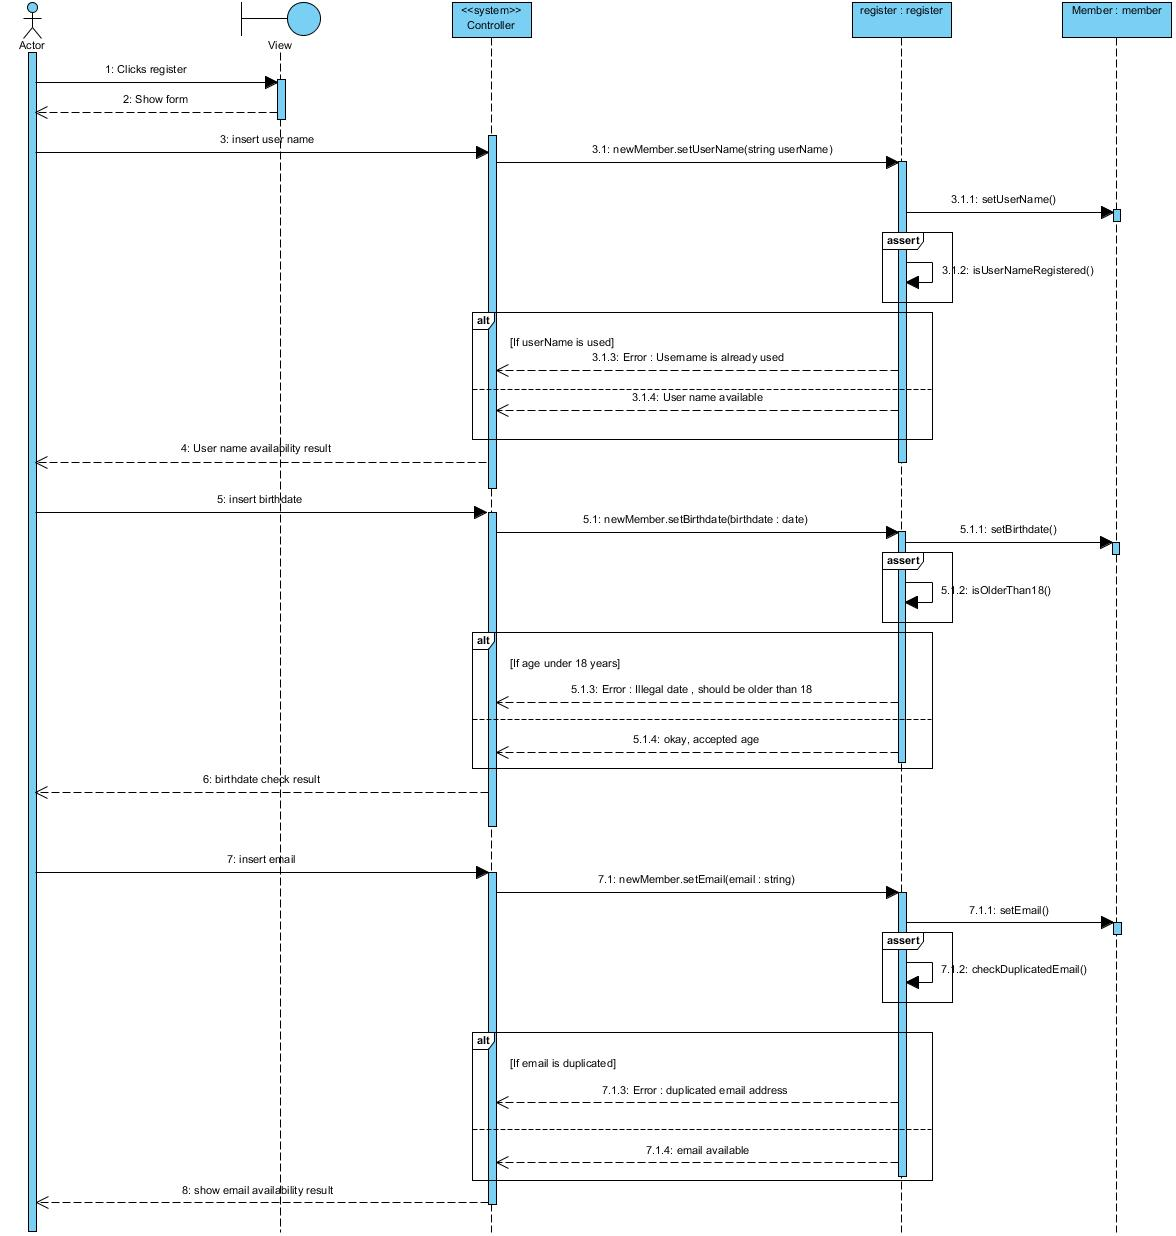 Actor
View
<<system>>
Controller
register : register
Member : member
1: Clicks register
2: Show form
3: insert user name
3.1: newMember.setUserName(string userName)
3.1.1: setUserName()
assert
3.1.2: isUserNameRegistered()
alt
[If userName is used]
3.1.3: Error : Username is already used
3.1.4: User name available
4: User name availability result
5: insert birthdate
5.1: newMember.setBirthdate(birthdate : date)
5.1.1: setBirthdate()
assert
5.1.2: isOlderThan18()
alt
[If age under 18 years]
5.1.3: Error : Illegal date , should be older than 18
5.1.4: okay, accepted age
6: birthdate check result
7: insert email
7.1: newMember.setEmail(email : string)
7.1.1: setEmail()
assert
7.1.2: checkDuplicatedEmail()
alt
[If email is duplicated]
7.1.3: Error : duplicated email address
7.1.4: email available
8: show email availability result